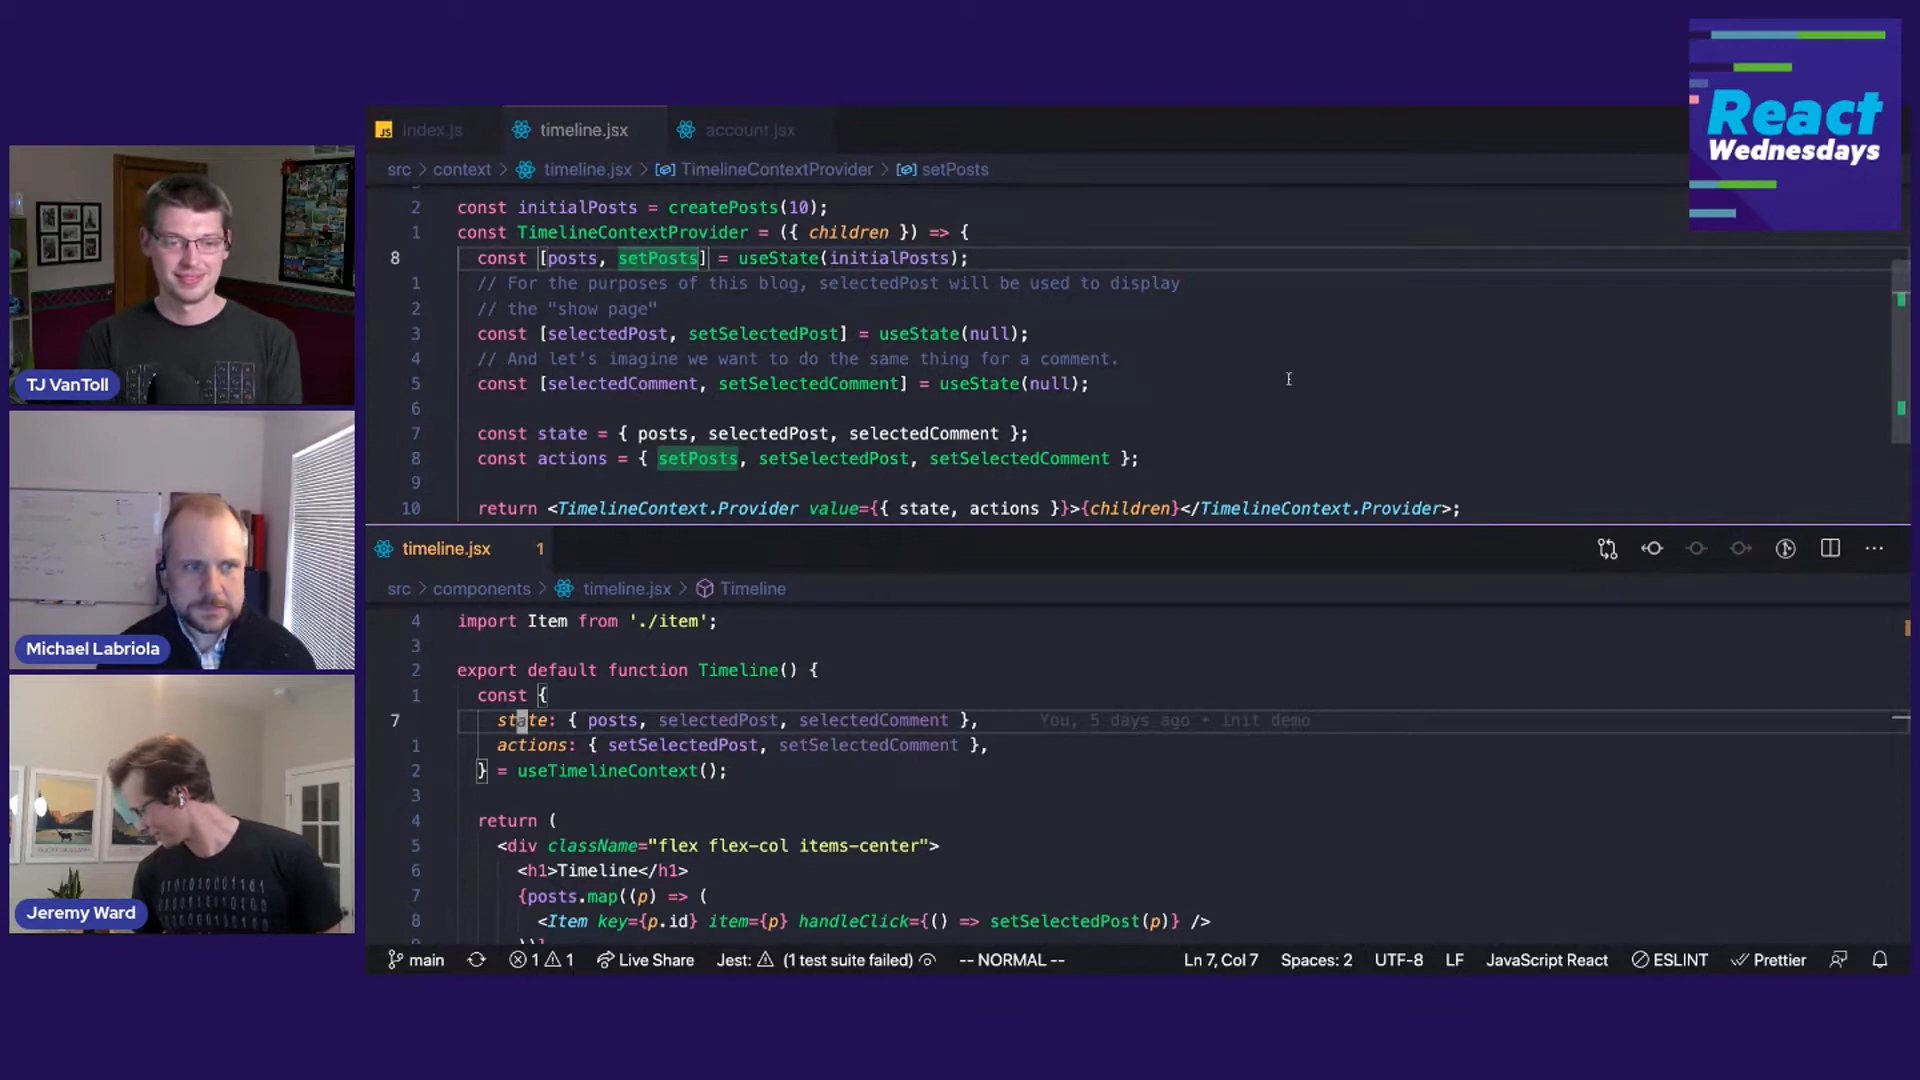 React
Wednesdays
TJ VanToll
Michael Labriola
Jeremy Ward
JS index.js timeline.jsx account.jsx
src > context > timeline.jsx > TimelineContextProvider > setPosts
2 const initialPosts = createPosts(10);
1 const TimelineContextProvider = ({ children }) => {
8 const [posts, setPosts] = useState(initialPosts);
1 // For the purposes of this blog, selectedPost will be used to display
2 // the "show page"
3 const [selectedPost, setSelectedPost] = useState(null);
4 // And let's imagine we want to do the same thing for a comment.
5 const [selectedComment, setSelectedComment] = useState(null);
6
7 const state = { posts, selectedPost, selectedComment };
8 const actions = { setPosts, setSelectedPost, setSelectedComment };
9
10 return <TimelineContext.Provider value={{ state, actions }}>{children}</TimelineContext.Provider>;
timeline.jsx 1
src > components > timeline.jsx > Timeline
4 import Item from './item';
3
2 export default function Timeline() {
1 const {
7 state: { posts, selectedPost, selectedComment }, You, 5 days ago • init demo
1 actions: { setSelectedPost, setSelectedComment },
2 } = useTimelineContext();
3
4 return (
5 <div className="flex flex-col items-center">
6 <h1>Timeline</h1>
7 {posts.map((p) => (
8 <Item key={p.id} item={p} handleClick={() => setSelectedPost(p)} />
main 1 1 Live Share Jest: (1 test suite failed) -- NORMAL -- Ln 7, Col 7 Spaces: 2 UTF-8 LF JavaScript React ESLINT Prettier